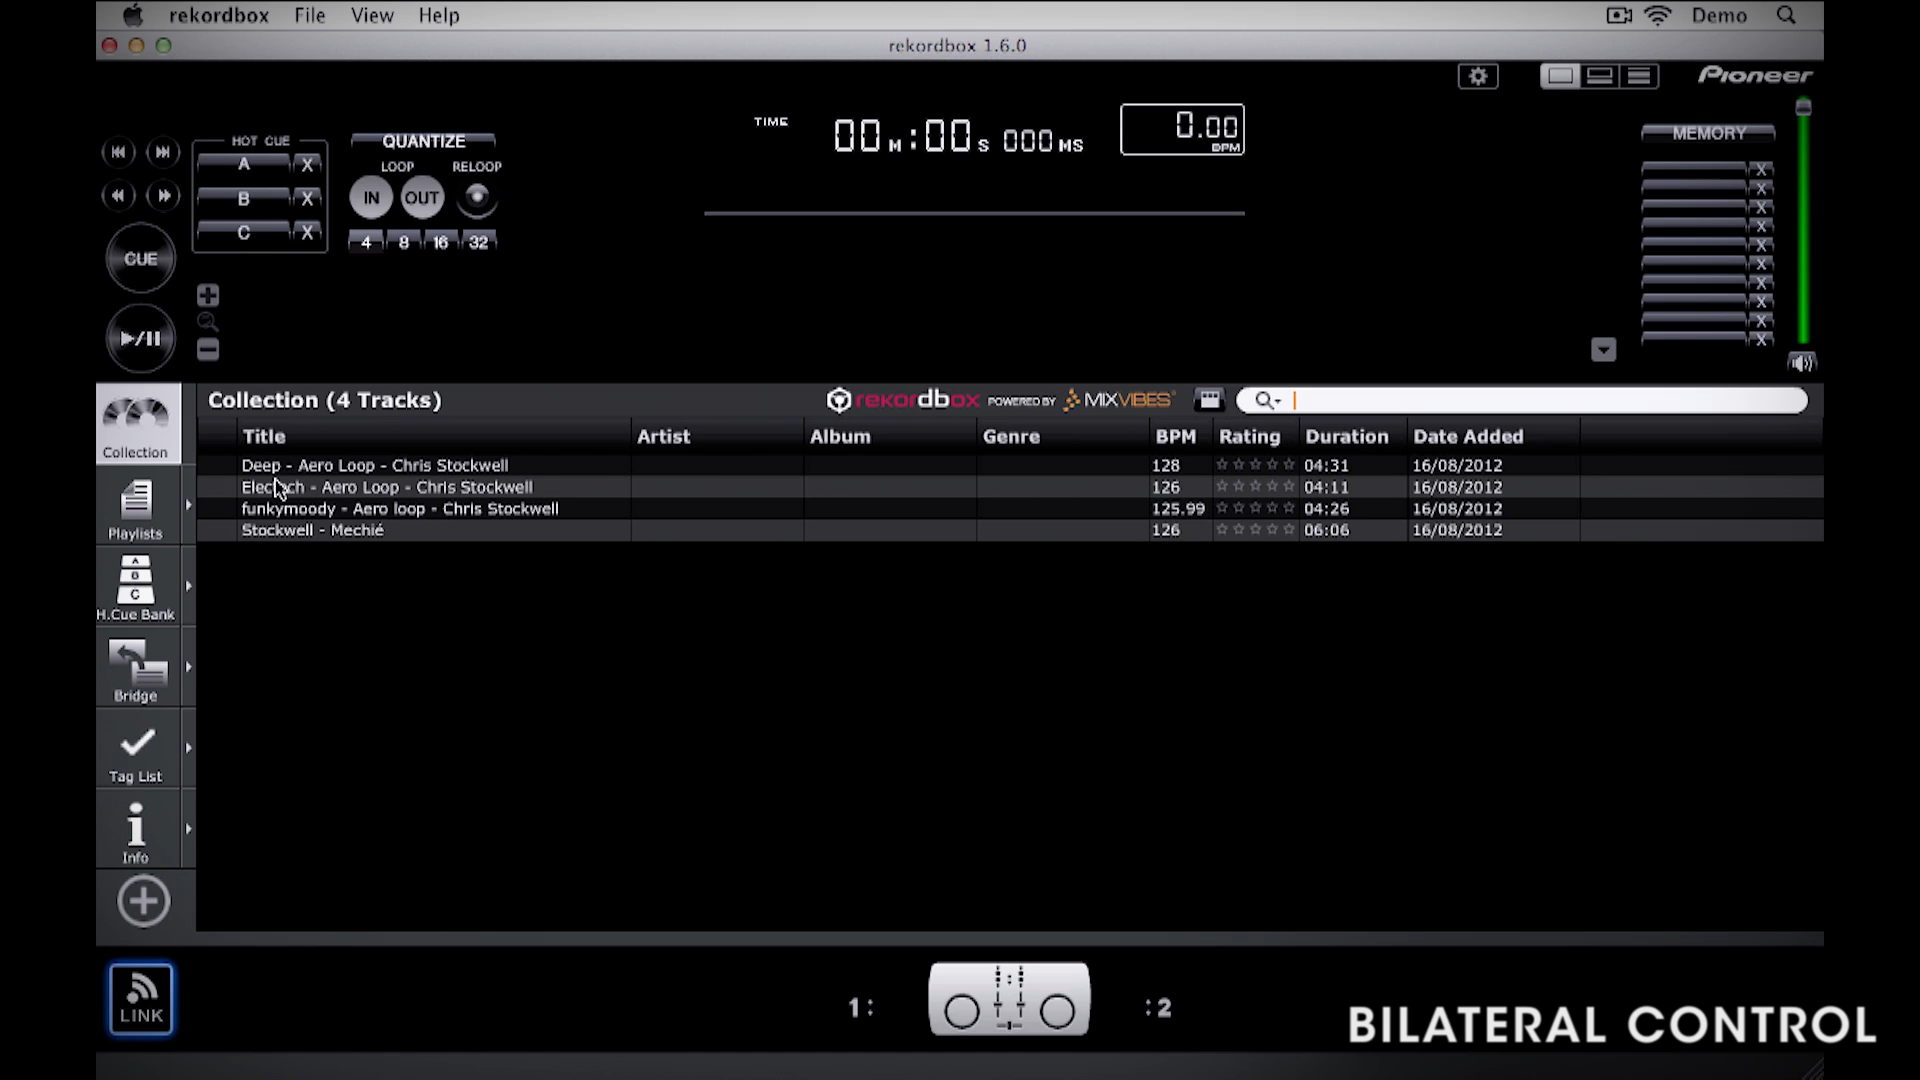 rekordbox File View Help Demo
rekordbox 1.6.0
Pioneer
TIME 00 M : 00 S 000 MS 0.00
BPM
MEMORY
HOT CUE
A X
B X
C X
QUANTIZE
LOOP RELOOP
IN OUT
4 8 16 32
CUE
X
X
X
X
X
X
X
X
X
X
Collection
Playlists
A
B
C
H.Cue Bank
Bridge
Tag List
i
Info
Collection (4 Tracks) rekordbox POWERED BY MIXVIBES
Title Artist Album Genre BPM Rating Duration Date Added
Deep - Aero Loop - Chris Stockwell 128 04:31 16/08/2012
- Aero Loop - Chris Stockwell 126 04:11 16/08/2012
funkymoody - Aero loop - Chris Stockwell 125.99 04:26 16/08/2012
Stockwell - Mechié 126 06:06 16/08/2012
LINK
1: :2
BILATERAL CONTROL